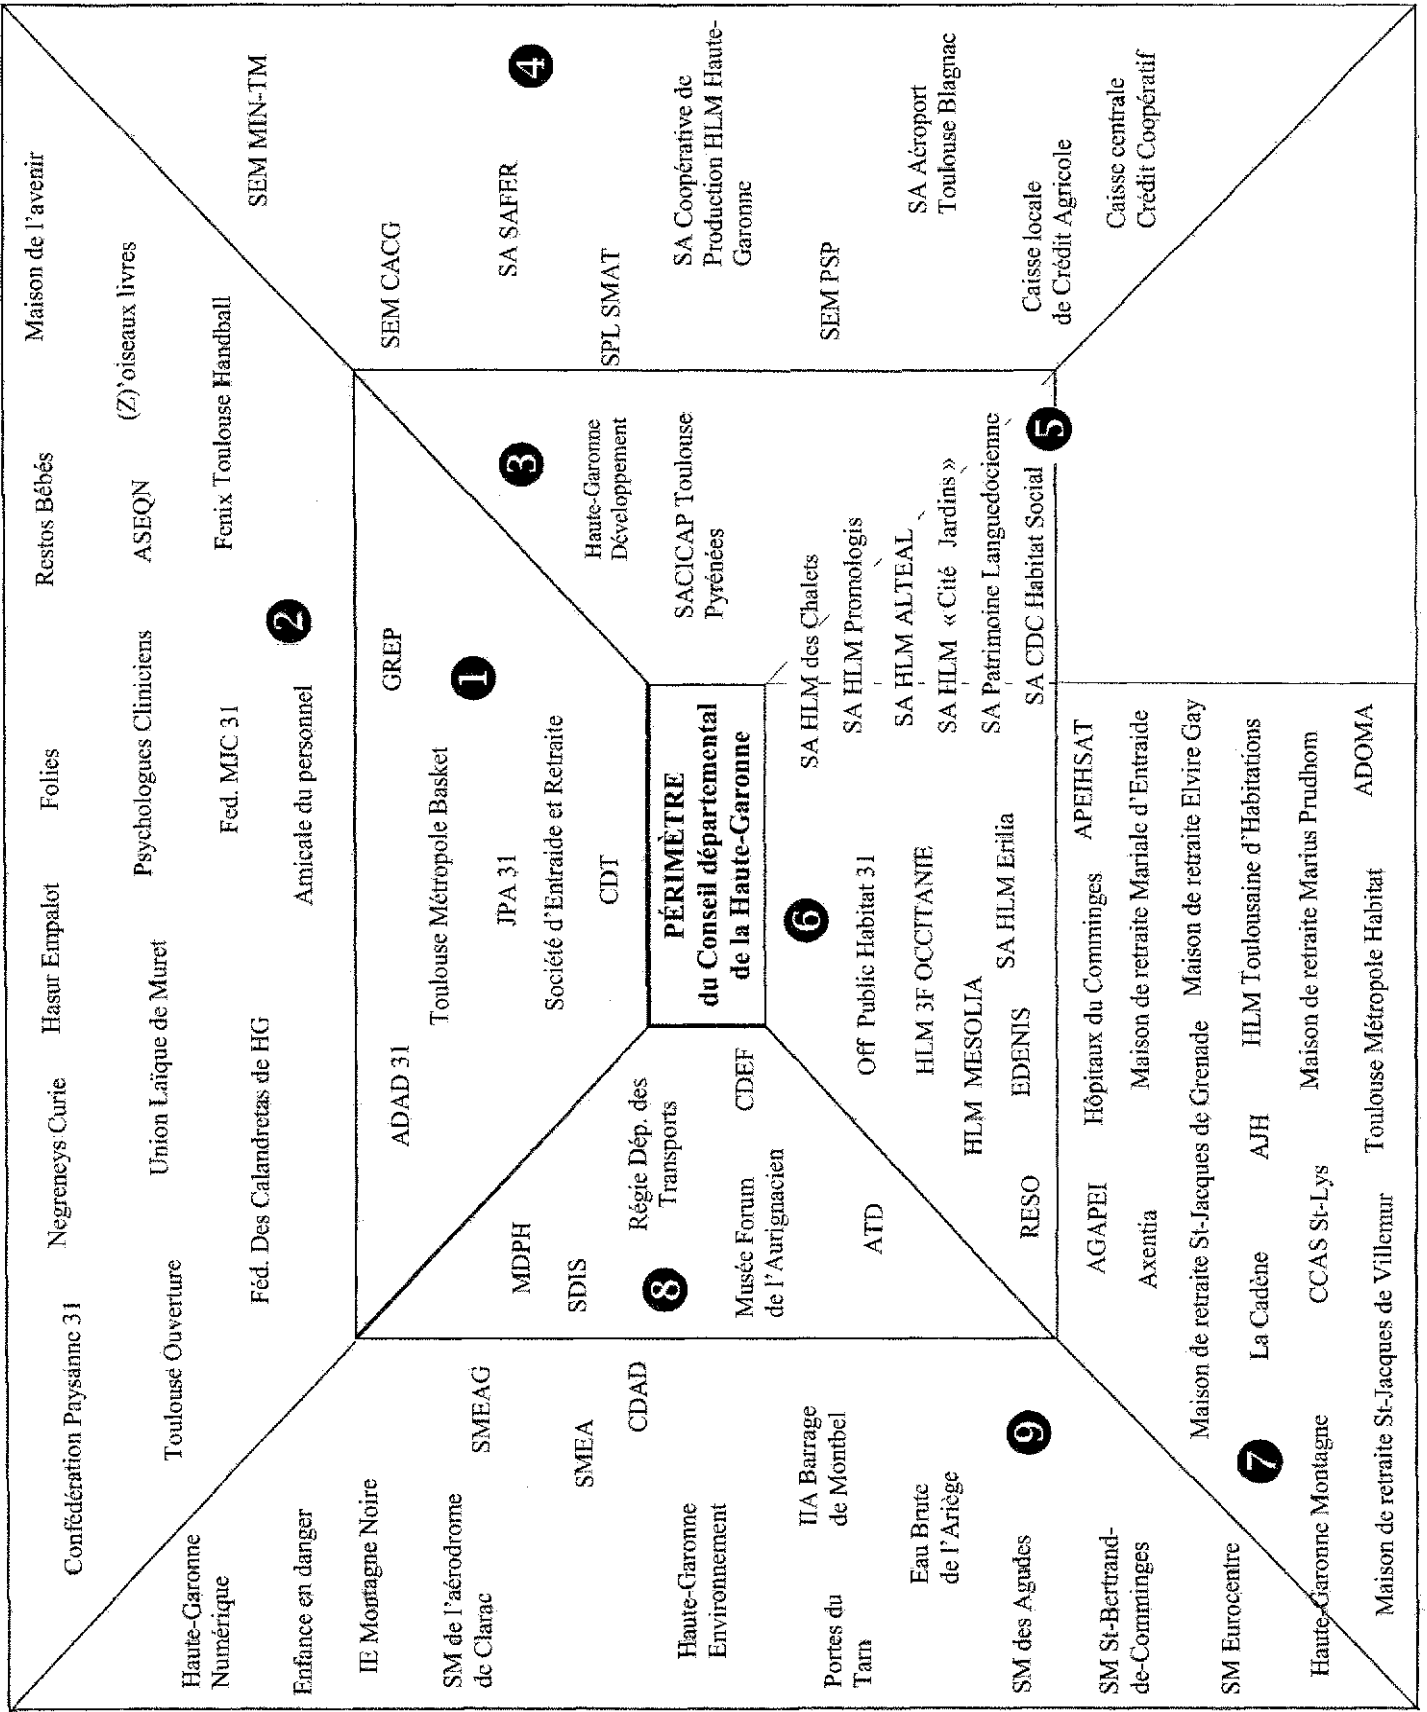 PÉRIMÈTRE
du Conseil départemental
de la Haute-Garonne
1
GREP
Toulouse Métropole Basket
ADAD 31
JPA 31
Société d'Entraide et Retraite
CDT
2
Maison de l'avenir
Restos Bébés
Folies
Hasur Empalot
Negreneys Curie
Confédération Paysanne 31
(Z)'oiseaux livres
ASEQN
Psychologues Cliniciens
Union Laïque de Muret
Toulouse Ouverture
Fenix Toulouse Handball
Fed. MJC 31
Féd. Des Calandretas de HG
Amicale du personnel
3
Haute-Garonne
Développement
SACICAP Toulouse
Pyrénées
4
SEM MIN-TM
SEM CACG
SA SAFER
SPL SMAT
SA Coopérative de
Production HLM Haute-
Garonne
SEM PSP
SA Aéroport
Toulouse Blagnac
Caisse locale
de Crédit Agricole
Caisse centrale
Crédit Coopératif
5
SA HLM des Chalets
SA HLM Promologis
SA HLM ALTEAL
SA HLM « Cité Jardins »
SA Patrimoine Languedocienne
SA CDC Habitat Social
6
Off Public Habitat 31
HLM 3F OCCITANIE
HLM MESOLIA
SA HLM Erilia
EDENIS
RESO
7
APEIHSAT
Hôpitaux du Comminges
AGAPEI
Maison de retraite Mariale d'Entraide
Axentia
Maison de retraite Elvire Gay
Maison de retraite St-Jacques de Grenade
HLM Toulousaine d'Habitations
AJH
La Cadène
Maison de retraite Marius Prudhom
CCAS St-Lys
Haute-Garonne Montagne
ADOMA
Toulouse Métropole Habitat
Maison de retraite St-Jacques de Villemur
8
MDPH
SDIS
Régie Dép. des
Transports
CDEF
Musée Forum
de l'Aurignacien
ATD
9
Haute-Garonne
Numérique
Enfance en danger
IE Montagne Noire
SM de l'aérodrome
de Clarac
SMEAG
SMEA
CDAD
Haute-Garonne
Environnement
IIA Barrage
de Montbel
Portes du
Tarn
Eau Brute
de l'Ariège
SM des Agudes
SM St-Bertrand-
de-Comminges
SM Eurocentre